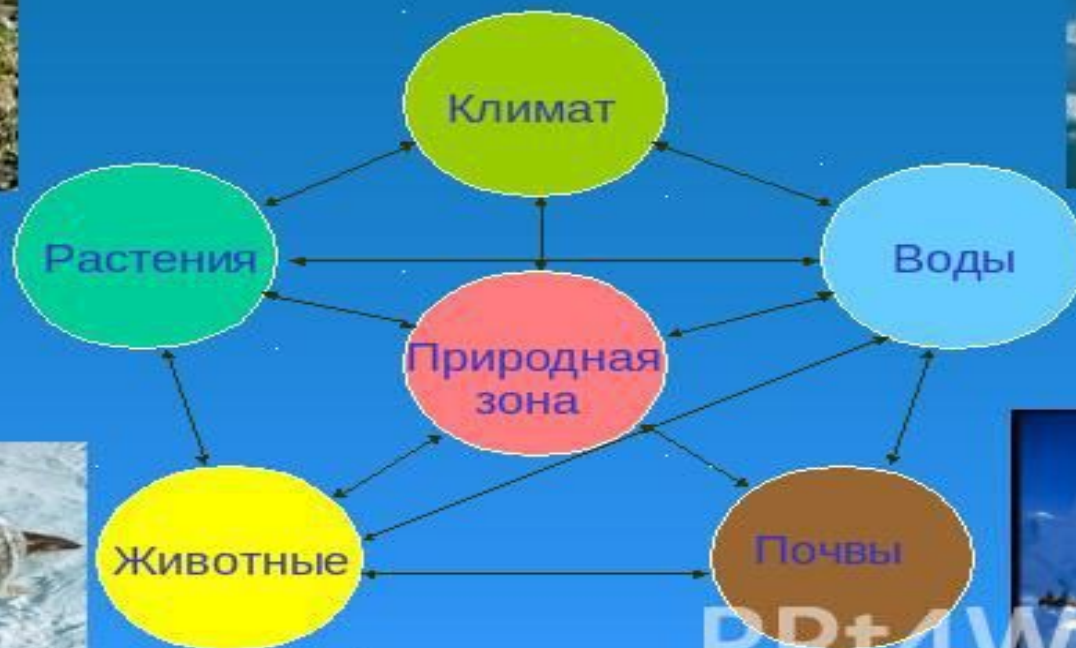 Климат
Растения
Воды
Природная
зона
Животные
Почвы